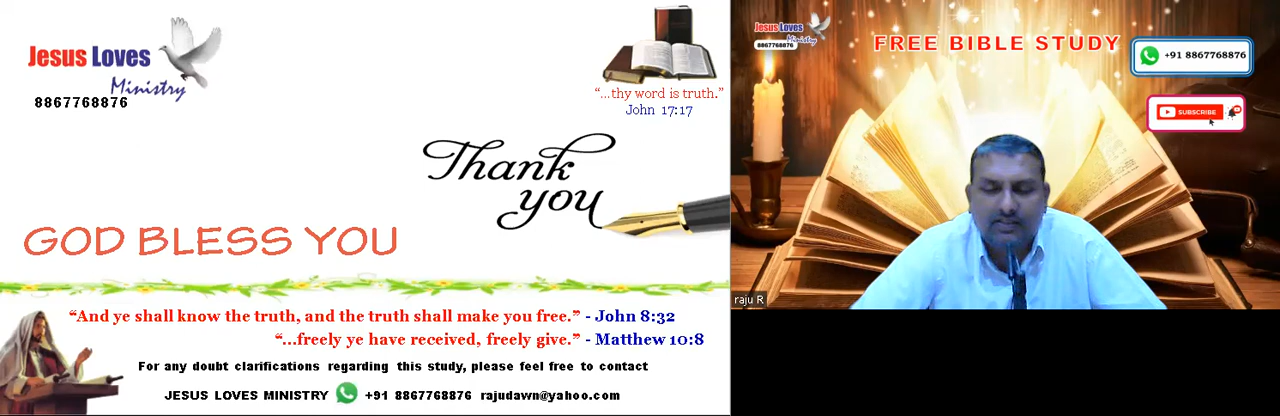 Jesus Loves
Ministry
8867768876
“...thy word is truth.”
John 17:17
Thank
you
GOD BLESS YOU
“And ye shall know the truth, and the truth shall make you free.” - John 8:32
“...freely ye have received, freely give.” - Matthew 10:8
For any doubt clarifications regarding this study, please feel free to contact
JESUS LOVES MINISTRY +91 8867768876 rajudawn@yahoo.com
Jesus Loves
Ministry
8867768876
FREE BIBLE STUDY
+91 8867768876
SUBSCRIBE
raju R